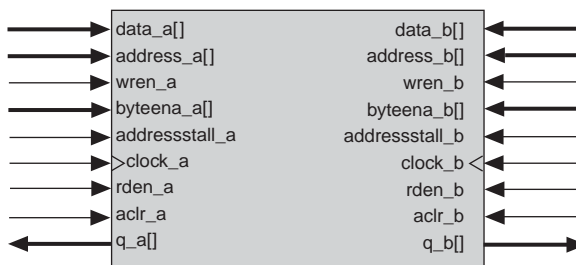 data_a[] data_b[]
address_a[] address_b[]
wren_a wren_b
byteena_a[] byteena_b[]
addressstall_a addressstall_b
clock_a clock_b
rden_a rden_b
aclr_a aclr_b
q_a[] q_b[]